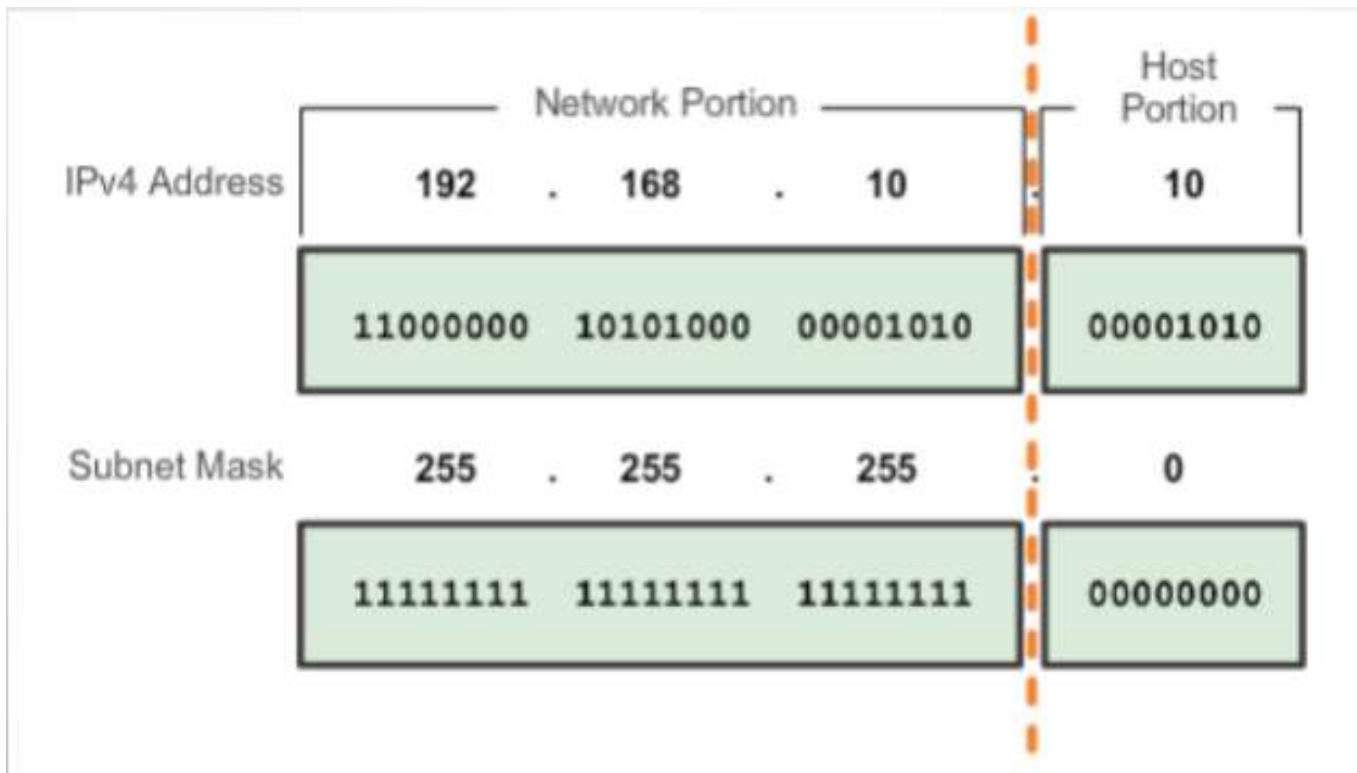 Network Portion
Host
Portion
IPv4 Address 192 . 168 . 10 . 10
11000000 10101000 00001010 00001010
Subnet Mask 255 . 255 . 255 . 0
11111111 11111111 11111111 00000000